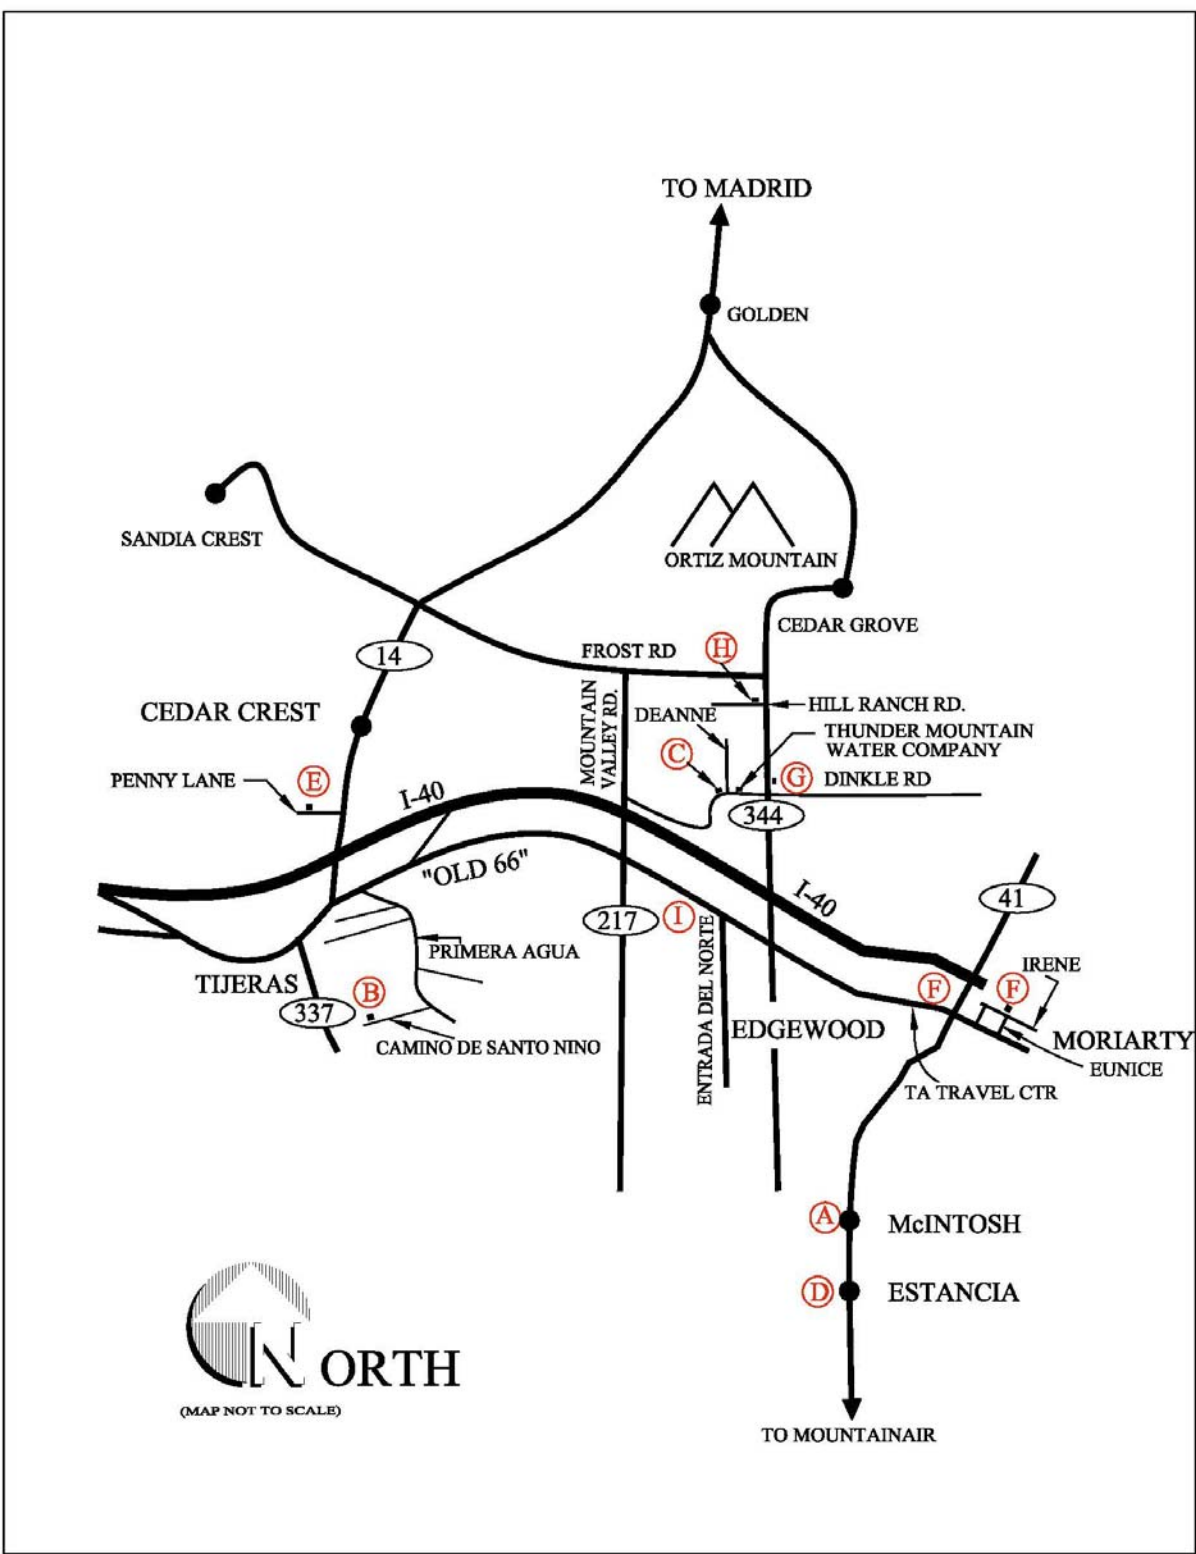 TO MADRID
GOLDEN
SANDIA CREST
ORTIZ MOUNTAIN
CEDAR GROVE
FROST RD
H
14
CEDAR CREST
MOUNTAIN
VALLEY RD.
DEANNE
HILL RANCH RD.
THUNDER MOUNTAIN
WATER COMPANY
C
PENNY LANE
E
G
DINKLE RD
I-40
344
"OLD 66"
I-40
41
217
I
PRIMERA AGUA
ENTRADA DEL NORTE
IRENE
TIJERAS
B
F
F
337
EDGEWOOD
MORIARTY
CAMINO DE SANTO NINO
EUNICE
TA TRAVEL CTR
A
McINTOSH
D
ESTANCIA
NORTH
(MAP NOT TO SCALE)
TO MOUNTAINAIR